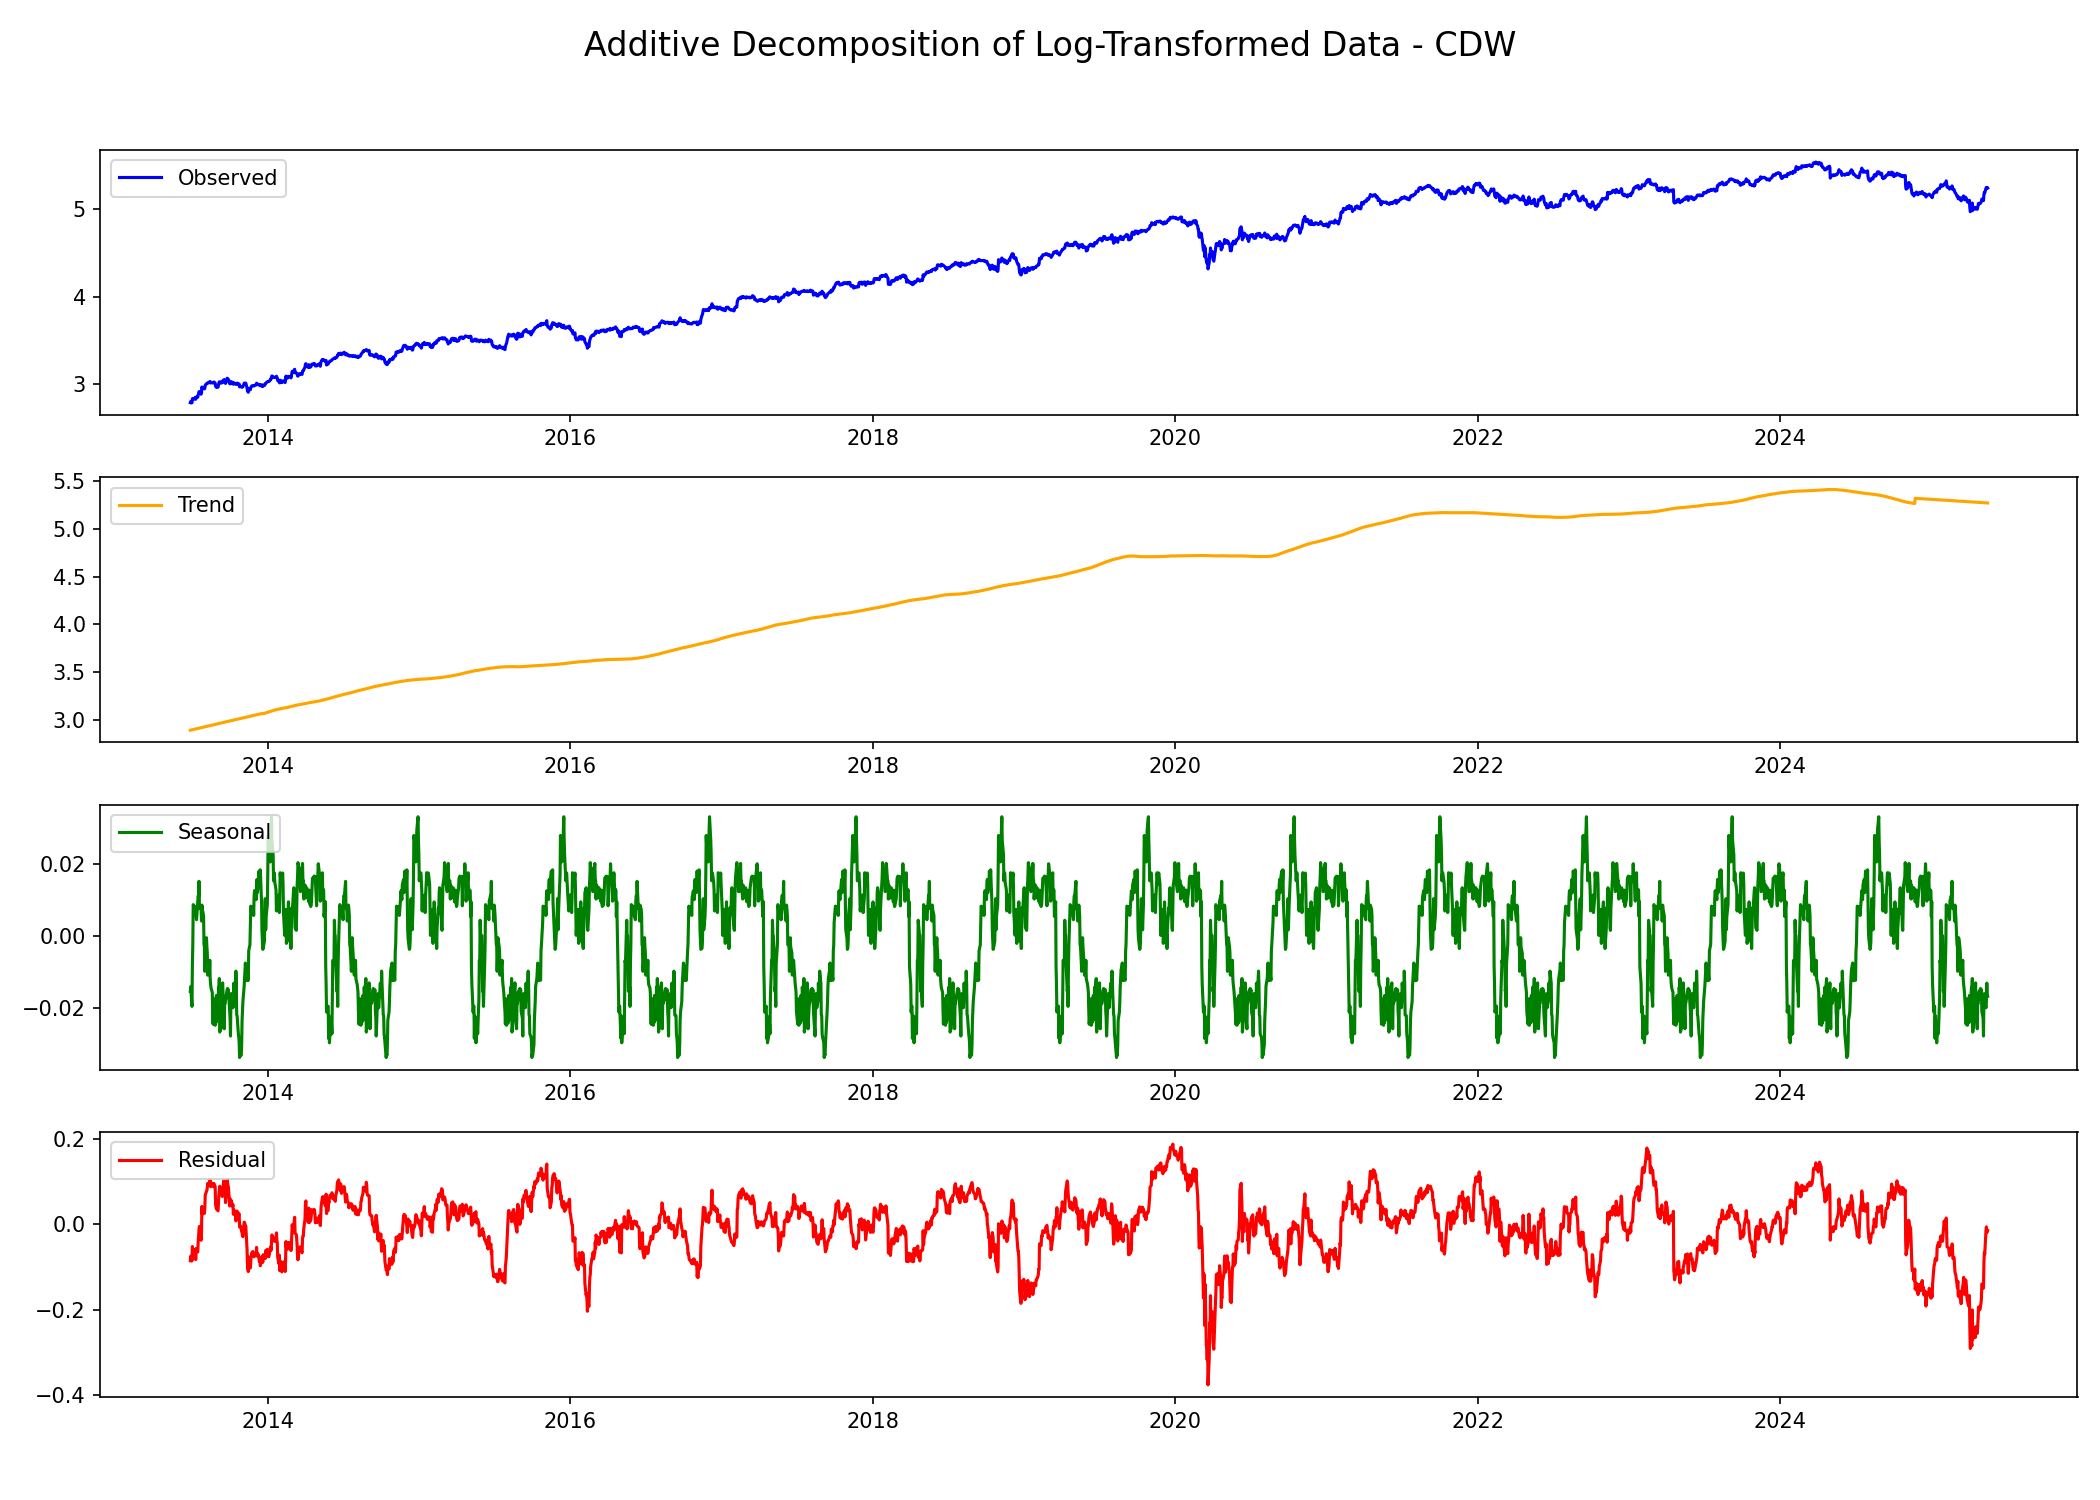 Additive Decomposition of Log-Transformed Data - CDW
Observed
5
4
3
2014 2016 2018 2020 2022 2024
Trend
5.5
5.0
4.5
4.0
3.5
3.0
2014 2016 2018 2020 2022 2024
Seasonal
0.02
0.00
−0.02
2014 2016 2018 2020 2022 2024
Residual
0.2
0.0
−0.2
−0.4
2014 2016 2018 2020 2022 2024